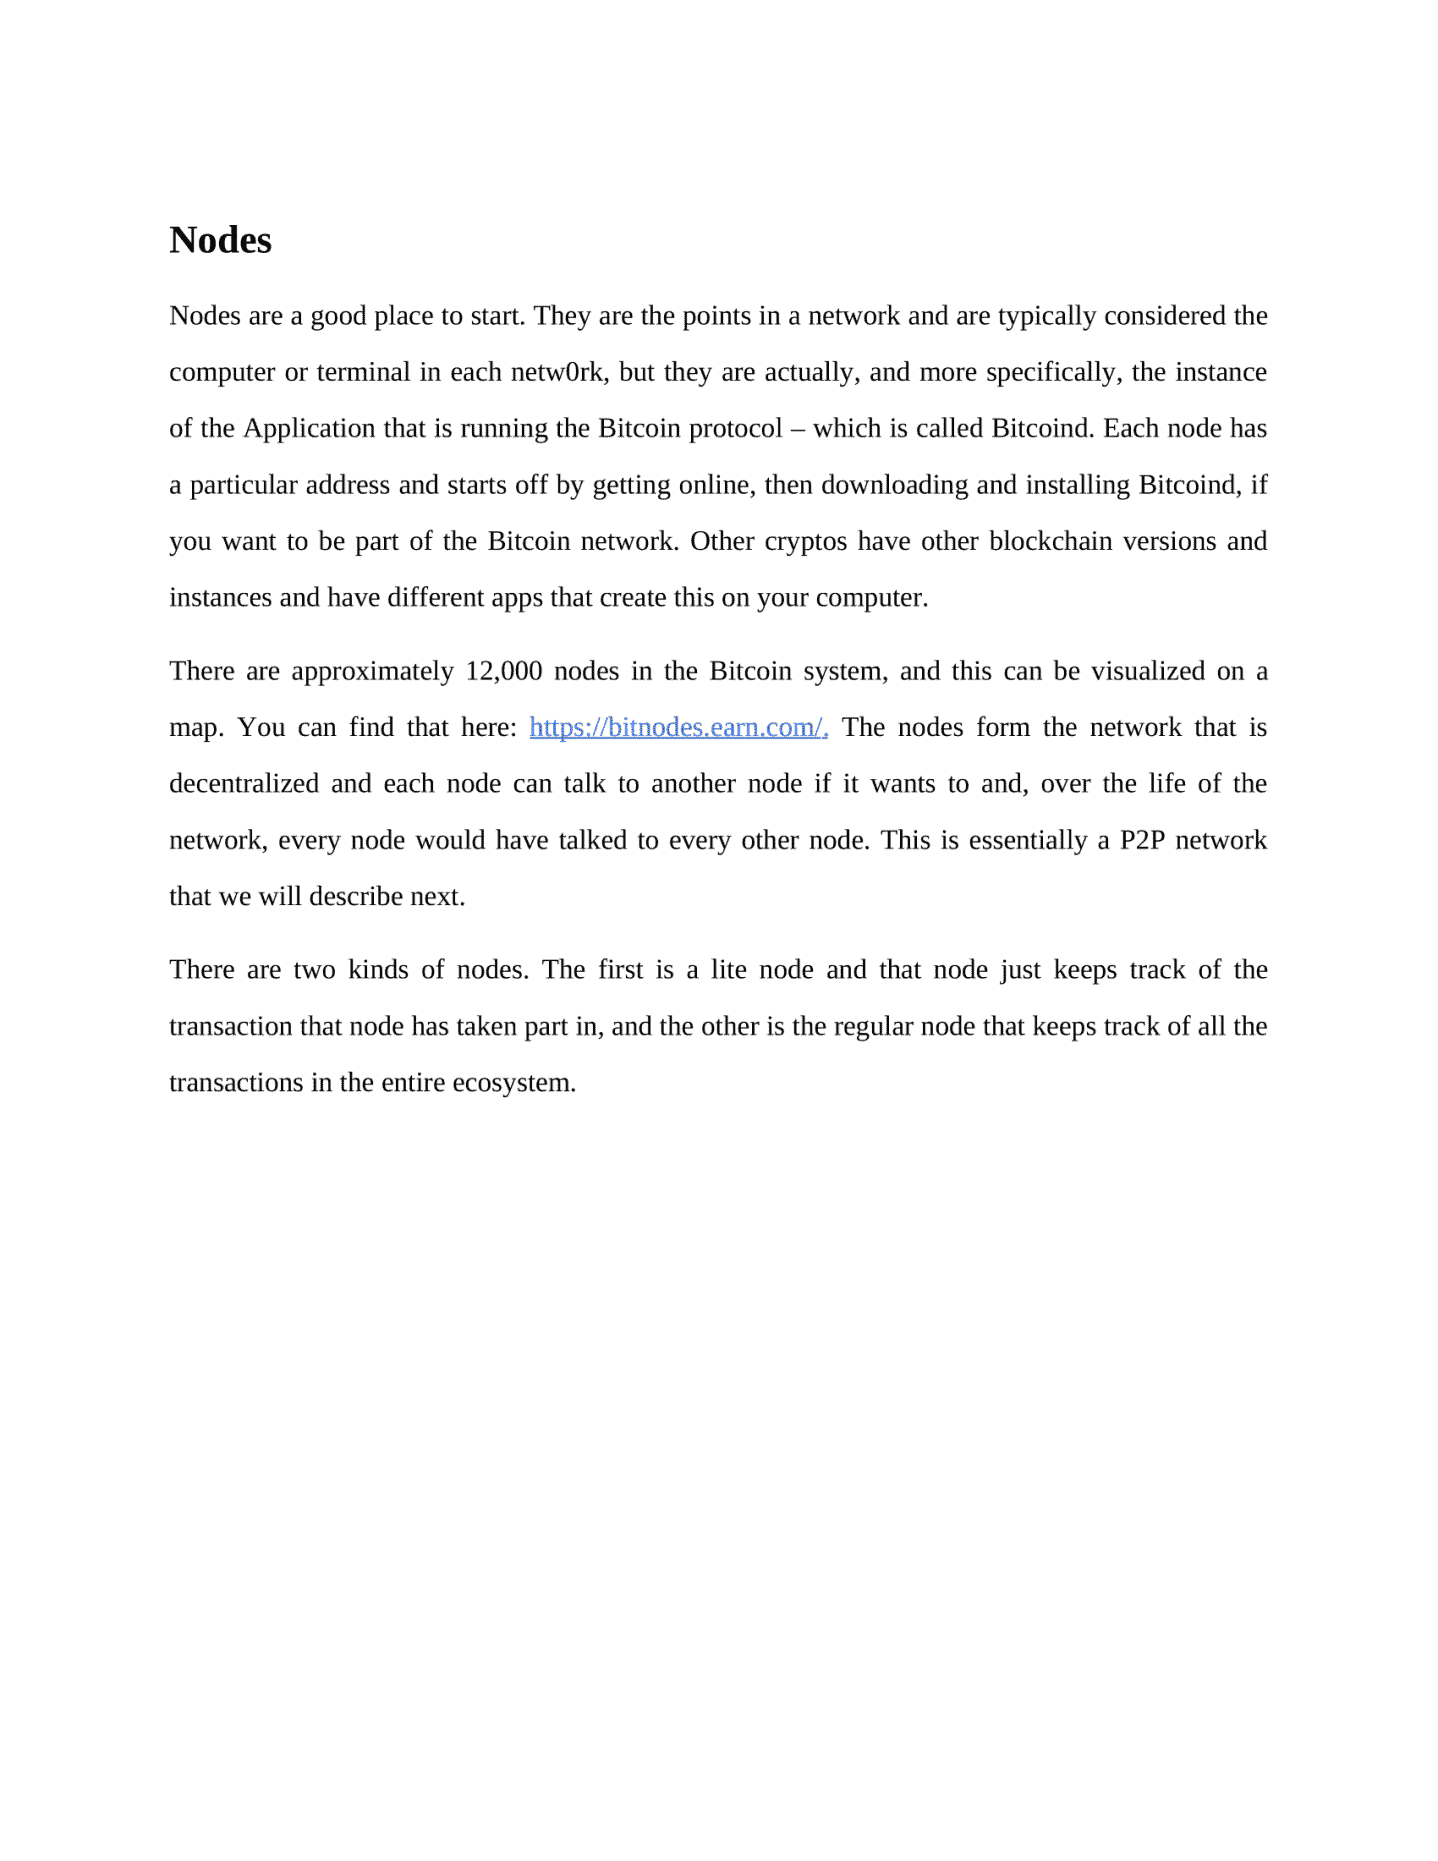 Nodes
Nodes are a good place to start. They are the points in a network and are typically considered the
computer or terminal in each netw0rk, but they are actually, and more specifically, the instance
of the Application that is running the Bitcoin protocol – which is called Bitcoind. Each node has
a particular address and starts off by getting online, then downloading and installing Bitcoind, if
you want to be part of the Bitcoin network. Other cryptos have other blockchain versions and
instances and have different apps that create this on your computer.
There are approximately 12,000 nodes in the Bitcoin system, and this can be visualized on a
map. You can find that here: https://bitnodes.earn.com/. The nodes form the network that is
decentralized and each node can talk to another node if it wants to and, over the life of the
network, every node would have talked to every other node. This is essentially a P2P network
that we will describe next.
There are two kinds of nodes. The first is a lite node and that node just keeps track of the
transaction that node has taken part in, and the other is the regular node that keeps track of all the
transactions in the entire ecosystem.